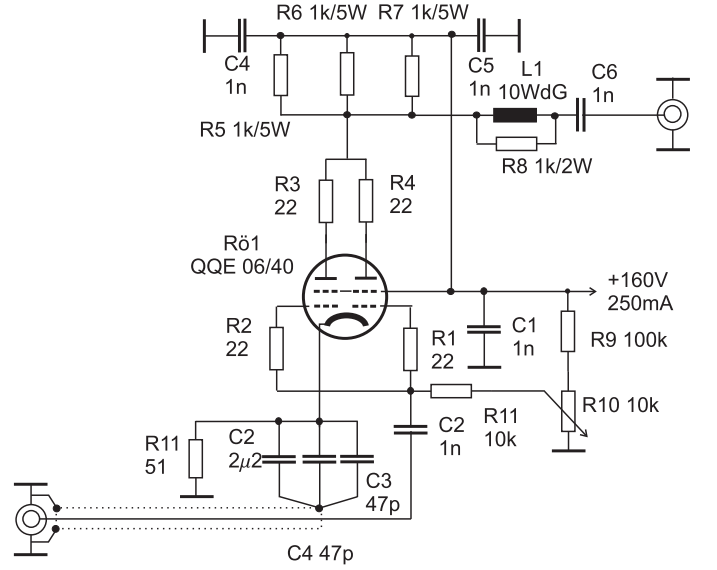 R6 1k/5W R7 1k/5W
C4
1n
C5
1n
L1
10WdG
C6
1n
R5 1k/5W
R8 1k/2W
R3
22
R4
22
Rö1
QQE 06/40
+160V
250mA
R2
22
R1
22
C1
1n
R9 100k
R10 10k
R11
10k
C2
1n
R11
51
C2
2µ2
C3
47p
C4 47p